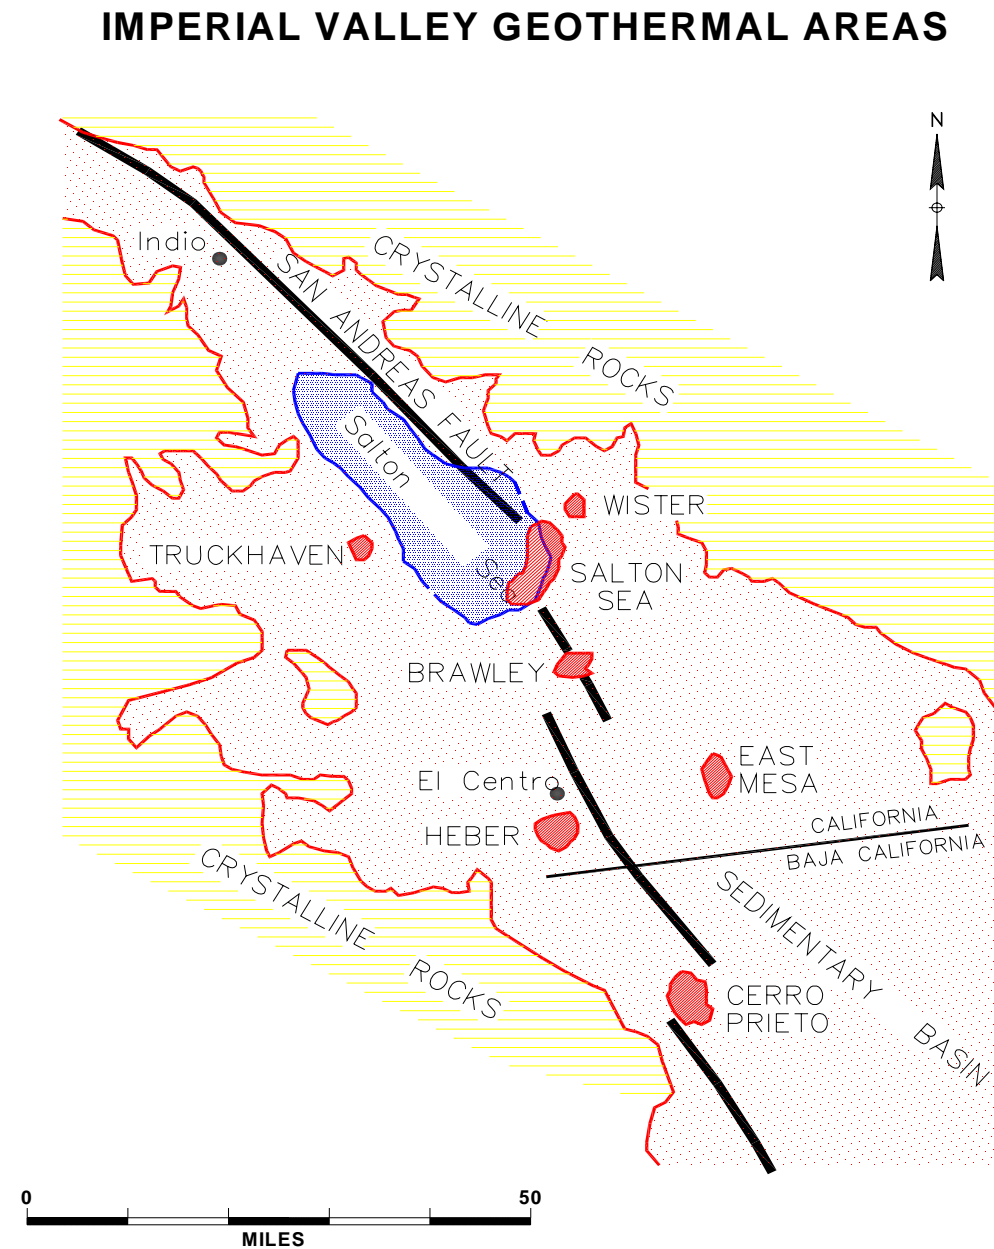 IMPERIAL VALLEY GEOTHERMAL AREAS
N
Indio
CRYSTALLINE ROCKS
SAN ANDREAS FAULT
Salton Sea
WISTER
TRUCKHAVEN
SALTON
SEA
BRAWLEY
EAST
MESA
El Centro
HEBER
CALIFORNIA
BAJA CALIFORNIA
CRYSTALLINE ROCKS
SEDIMENTARY BASIN
CERRO
PRIETO
0 50
MILES